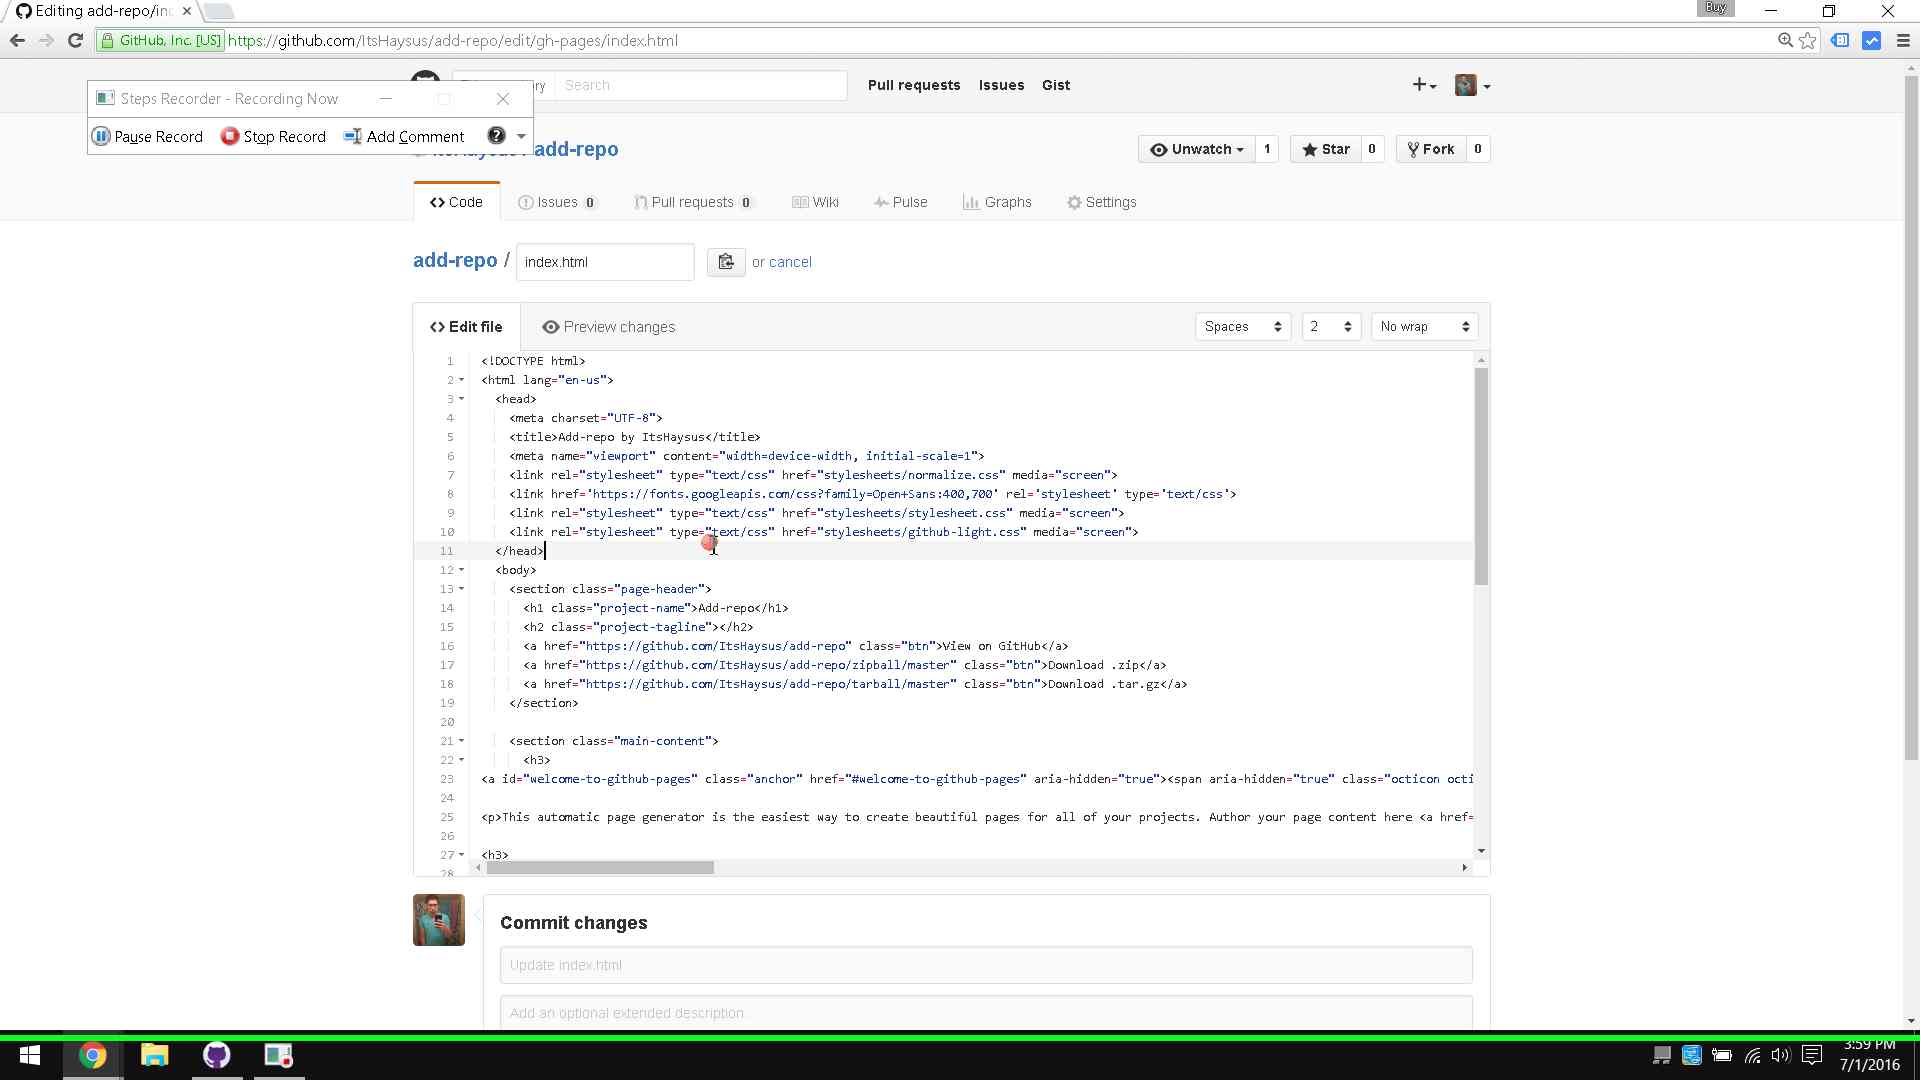 Editing add-repo/in
Buy
GitHub, Inc. [US] https://github.com/ItsHaysus/add-repo/edit/gh-pages/index.html
Search
Pull requests Issues Gist
Steps Recorder - Recording Now
Pause Record Stop Record Add Comment
add-repo
Unwatch 1 Star 0 Fork 0
Code Issues 0 Pull requests 0 Wiki Pulse Graphs Settings
add-repo / index.html or cancel
Edit file Preview changes Spaces 2 No wrap
1 <!DOCTYPE html>
2 <html lang="en-us">
3 <head>
4 <meta charset="UTF-8">
5 <title>Add-repo by ItsHaysus</title>
6 <meta name="viewport" content="width=device-width, initial-scale=1">
7 <link rel="stylesheet" type="text/css" href="stylesheets/normalize.css" media="screen">
8 <link href='https://fonts.googleapis.com/css?family=Open+Sans:400,700' rel='stylesheet' type='text/css'>
9 <link rel="stylesheet" type="text/css" href="stylesheets/stylesheet.css" media="screen">
10 <link rel="stylesheet" type="text/css" href="stylesheets/github-light.css" media="screen">
11 </head>
12 <body>
13 <section class="page-header">
14 <h1 class="project-name">Add-repo</h1>
15 <h2 class="project-tagline"></h2>
16 <a href="https://github.com/ItsHaysus/add-repo" class="btn">View on GitHub</a>
17 <a href="https://github.com/ItsHaysus/add-repo/zipball/master" class="btn">Download .zip</a>
18 <a href="https://github.com/ItsHaysus/add-repo/tarball/master" class="btn">Download .tar.gz</a>
19 </section>
20
21 <section class="main-content">
22 <h3>
23 <a id="welcome-to-github-pages" class="anchor" href="#welcome-to-github-pages" aria-hidden="true"><span aria-hidden="true" class="octicon octi
24
25 <p>This automatic page generator is the easiest way to create beautiful pages for all of your projects. Author your page content here <a href=
26
27 <h3>
28
Commit changes
Update index.html
Add an optional extended description
3:59 PM
7/1/2016